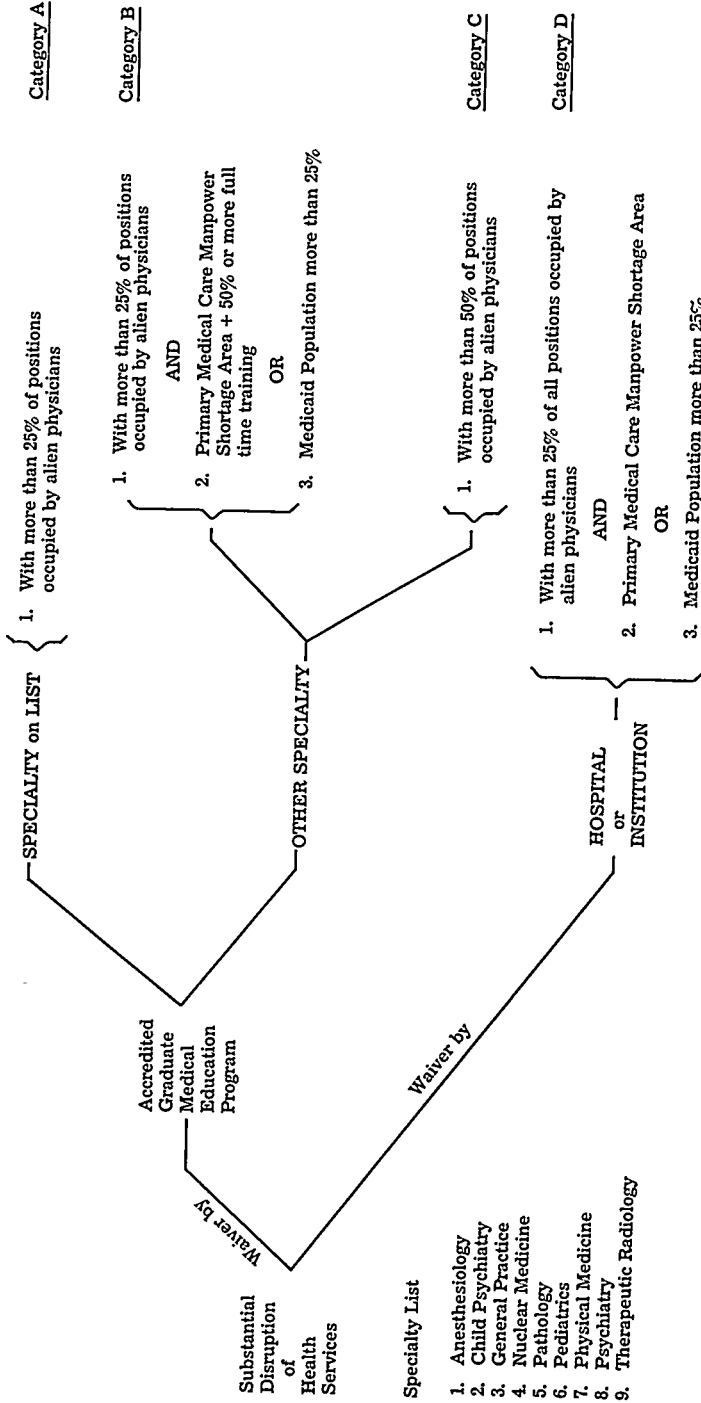 Substantial
Disruption
of
Health
Services
Waiver by
Accredited
Graduate
Medical
Education
Program
SPECIALTY on LIST
1. With more than 25% of positions
occupied by alien physicians
Category A
OTHER SPECIALTY
1. With more than 25% of positions
occupied by alien physicians
AND
2. Primary Medical Care Manpower
Shortage Area + 50% or more full
time training
OR
3. Medicaid Population more than 25%
Category B
1. With more than 50% of positions
occupied by alien physicians
Category C
Waiver by
HOSPITAL
or
INSTITUTION
1. With more than 25% of all positions occupied by
alien physicians
AND
2. Primary Medical Care Manpower Shortage Area
OR
3. Medicaid Population more than 25%
Category D
Specialty List
1. Anesthesiology
2. Child Psychiatry
3. General Practice
4. Nuclear Medicine
5. Pathology
6. Pediatrics
7. Physical Medicine
8. Psychiatry
9. Therapeutic Radiology